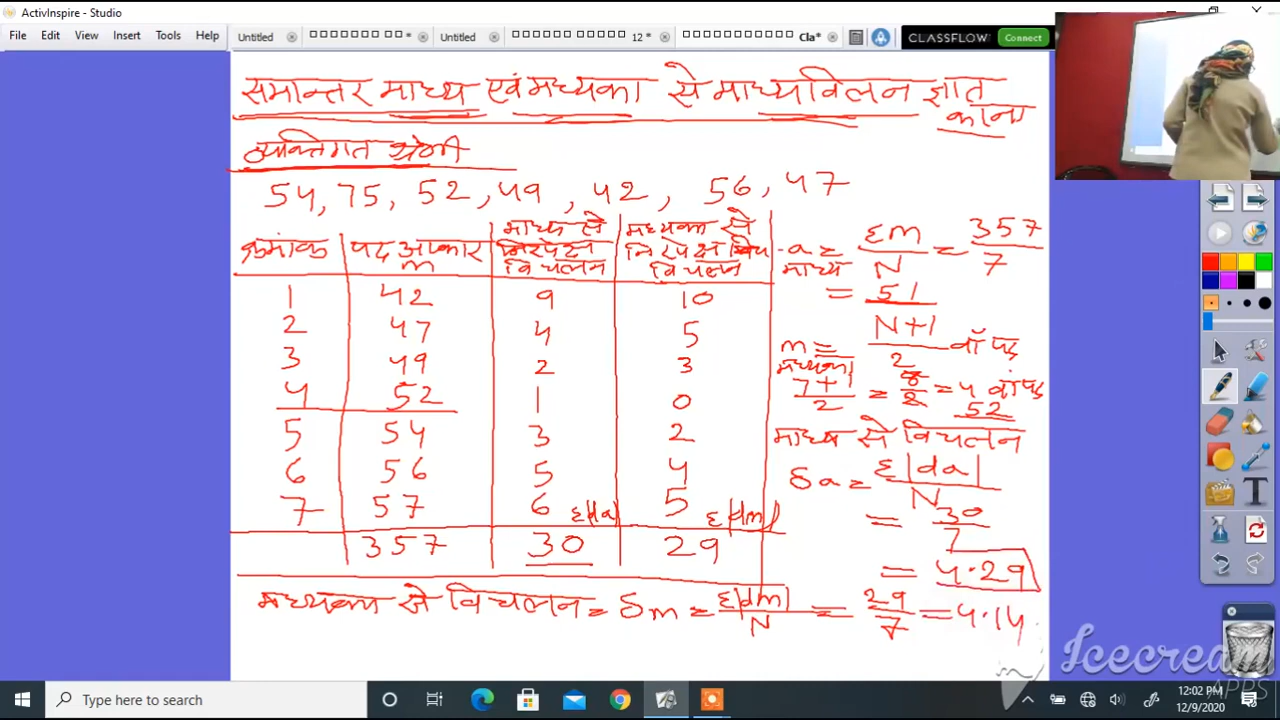 ActivInspire - Studio
File Edit View Insert Tools Help Untitled Untitled 12 * Cla* CLASSFLOW Connect
समान्तर माध्य एवं मध्यका से माध्य विचलन ज्ञात
करना
व्यक्तिगत श्रेणी
54, 75, 52, 49, 42, 56, 47
क्रमांक पद आकार m माध्य से निरपेक्ष विचलन मध्यका से निरपेक्ष विच विचलन
1 42 9 10
2 47 4 5
3 49 2 3
4 52 1 0
5 54 3 2
6 56 5 4
7 57 6 Σ|da| 5 Σ|dm|
357 30 29
a = Σm/N = 357/7
माध्य
= 51
m = N+1/2 वाँ पद
मध्यका
7+1/2 = 8/2 = 4 वाँ पद
52
माध्य से विचलन
δa = Σ|da|/N
= 30/7
= 4.29
मध्यका से विचलन = δm = Σ|dm|/N = 29/7 = 4.14
Icecream
APPS
Type here to search
12:02 PM
12/9/2020